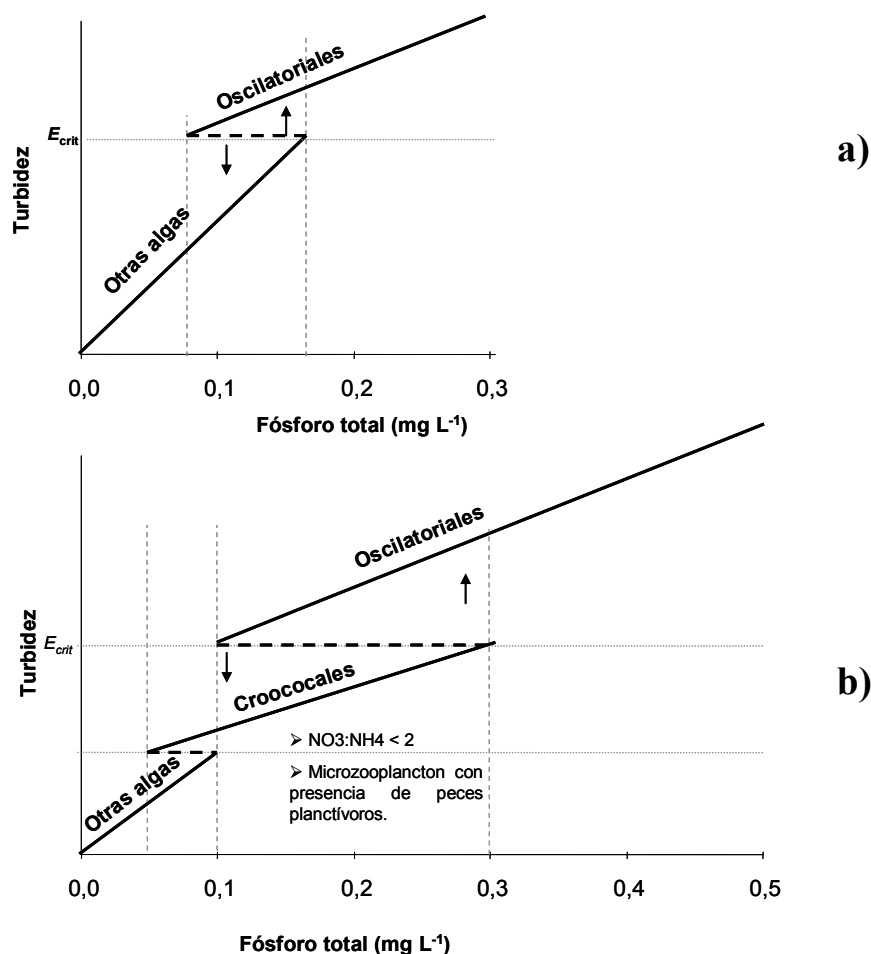 a)
Turbidez
E_crit
Oscilatoriales
Otras algas
0,0 0,1 0,2 0,3
Fósforo total (mg L⁻¹)
b)
Turbidez
E_crit
Oscilatoriales
Croococales
Otras algas
➢ NO3:NH4 < 2
➢ Microzooplancton con
presencia de peces
planctívoros.
0,0 0,1 0,2 0,3 0,4 0,5
Fósforo total (mg L⁻¹)